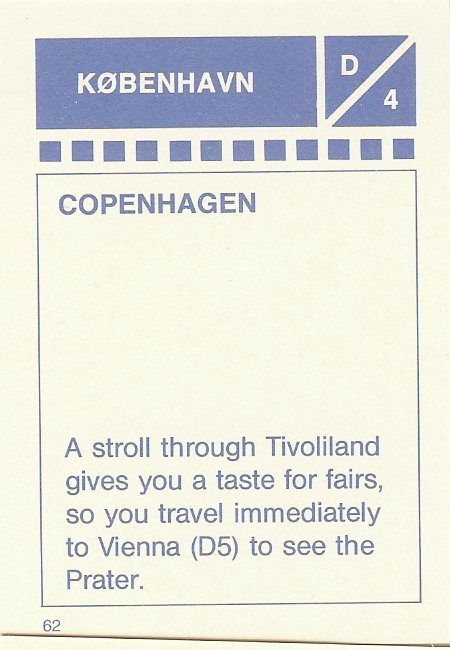 KØBENHAVN
D
4
COPENHAGEN
A stroll through Tivoliland
gives you a taste for fairs,
so you travel immediately
to Vienna (D5) to see the
Prater.
62